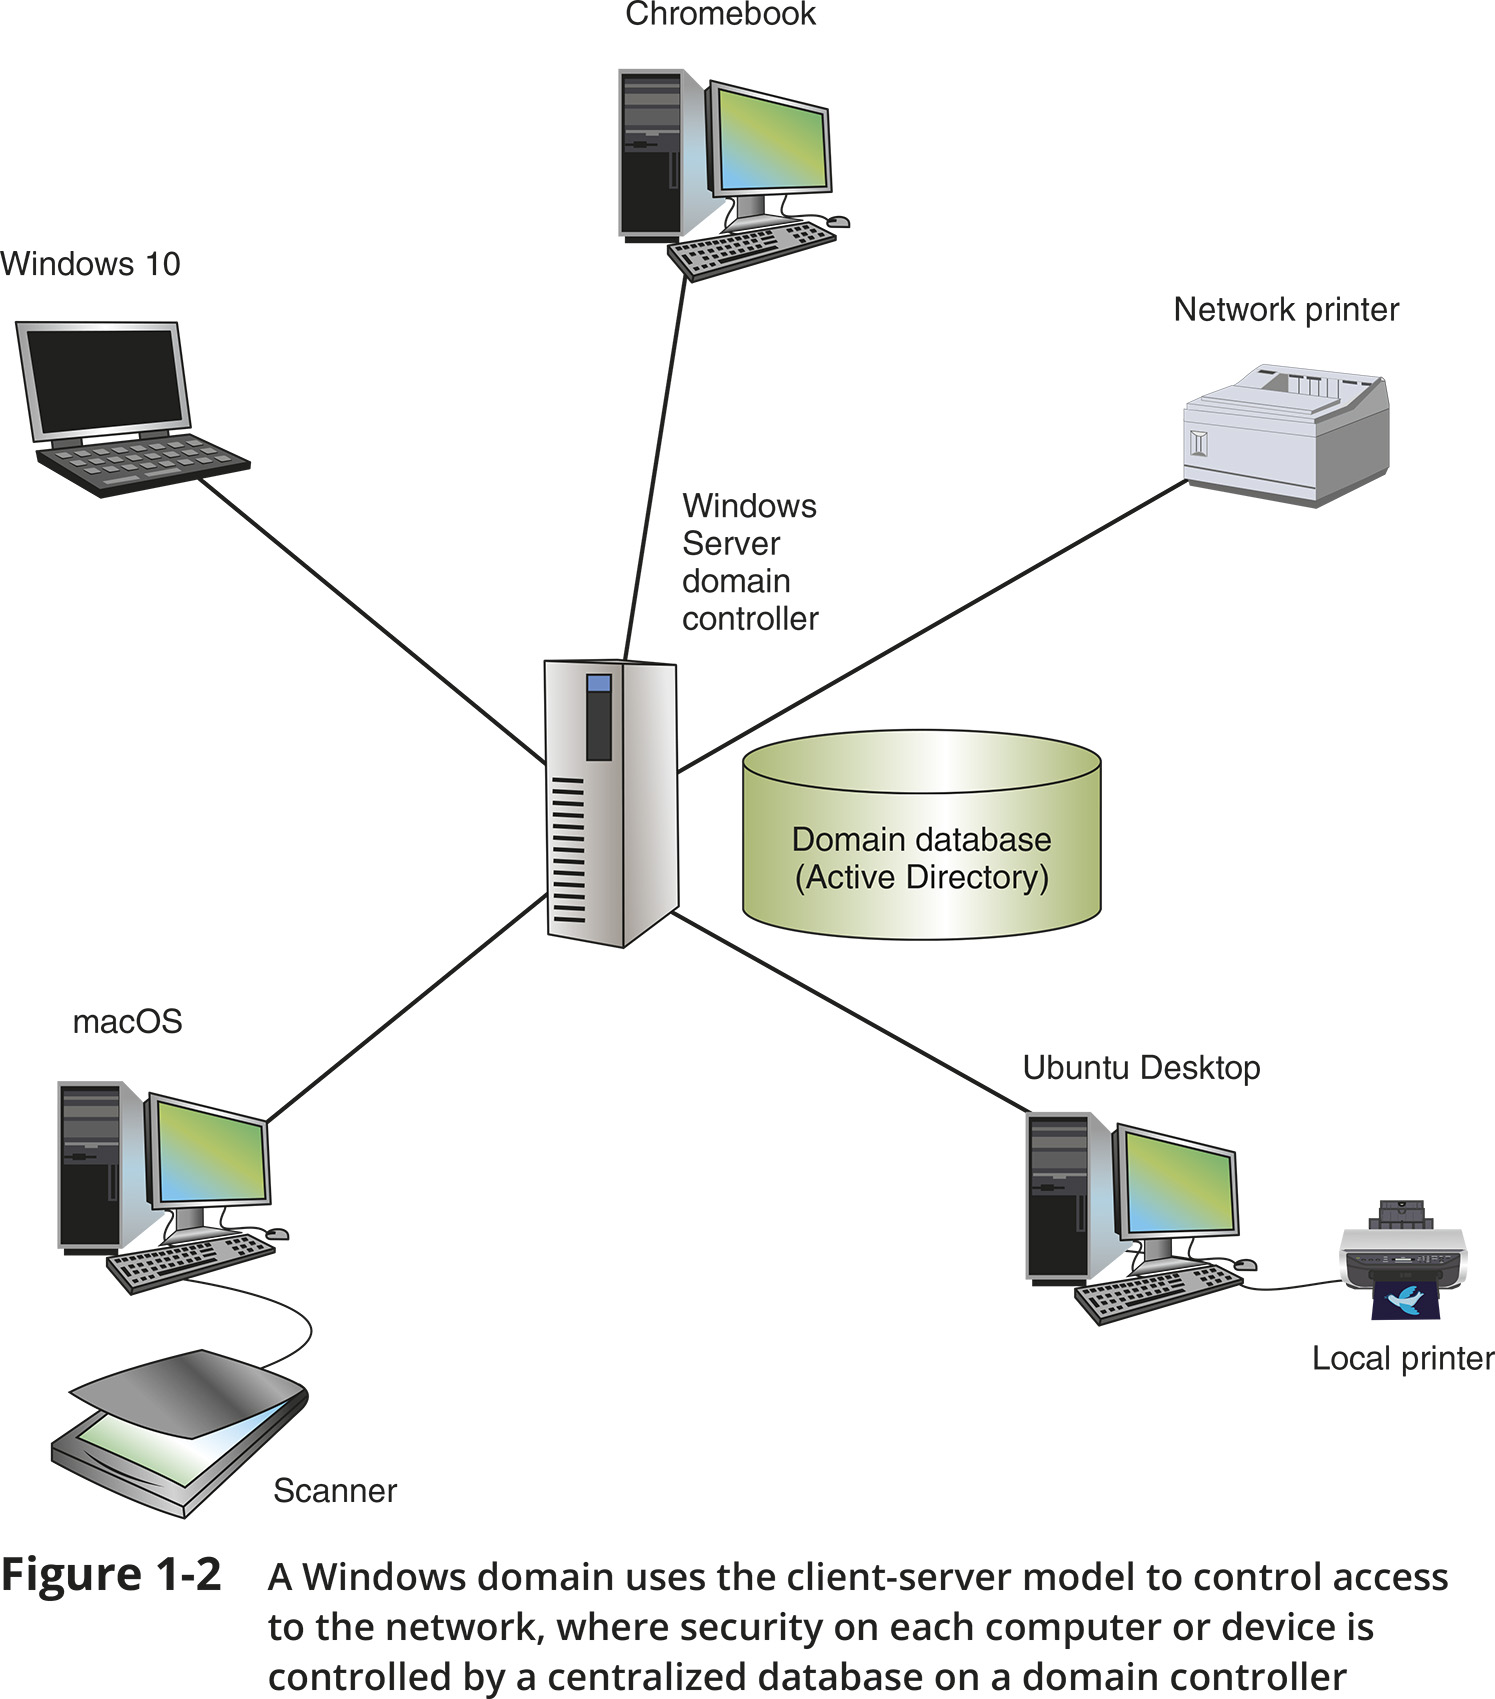 Chromebook
Windows 10
Network printer
Windows
Server
domain
controller
Domain database
(Active Directory)
macOS
Ubuntu Desktop
Local printer
Scanner
Figure 1-2 A Windows domain uses the client-server model to control access
to the network, where security on each computer or device is
controlled by a centralized database on a domain controller